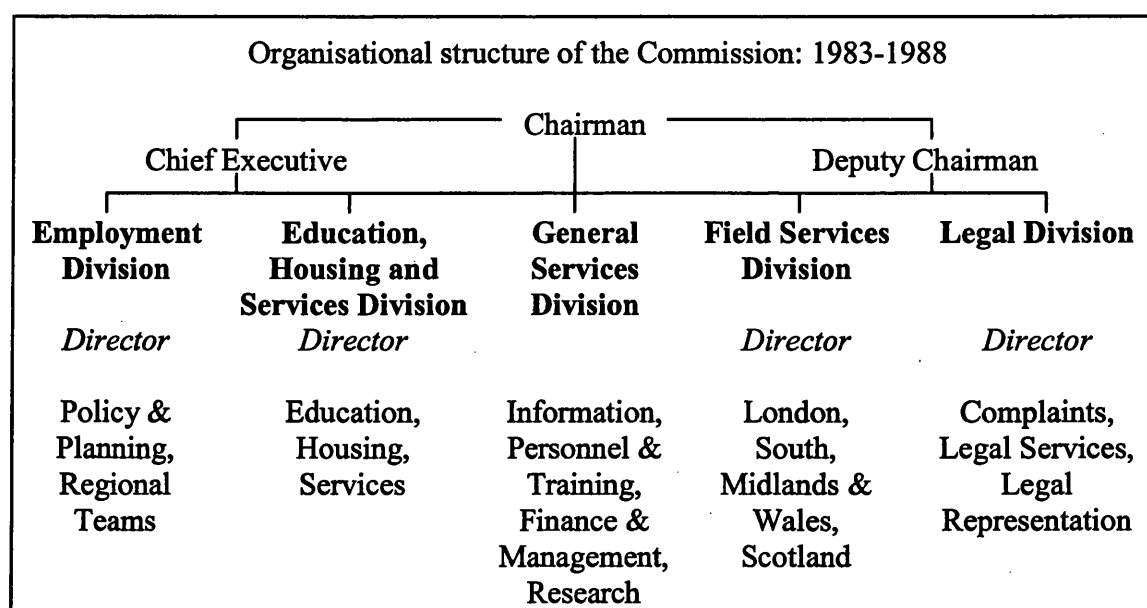 Organisational structure of the Commission: 1983-1988
Chairman
Chief Executive
Deputy Chairman
Employment
Division
Director
Policy &
Planning,
Regional
Teams
Education,
Housing and
Services Division
Director
Education,
Housing,
Services
General
Services
Division
Information,
Personnel &
Training,
Finance &
Management,
Research
Field Services
Division
Director
London,
South,
Midlands &
Wales,
Scotland
Legal Division
Director
Complaints,
Legal Services,
Legal
Representation